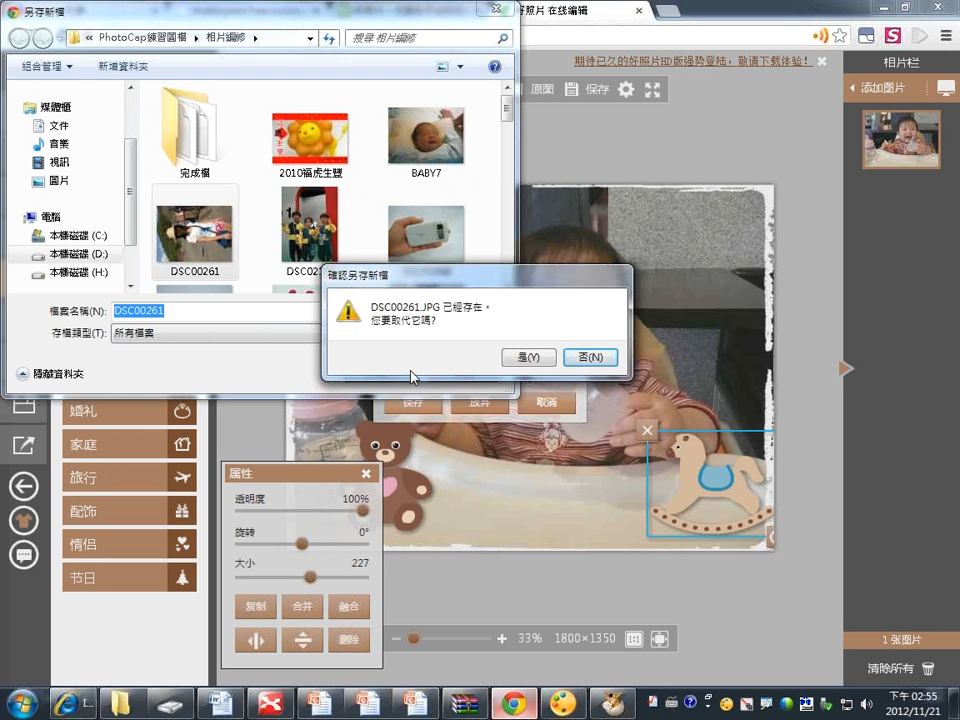 另存新檔
« PhotoCap練習圖檔 ▸ 相片編修 ▸
搜尋 相片編修
組合管理 新增資料夾
媒體櫃
文件
音樂
視訊
圖片
電腦
本機磁碟 (C:)
本機磁碟 (D:)
本機磁碟 (H:)
完成檔
2010福虎生豐
BABY7
DSC00261
檔案名稱(N): DSC00261
存檔類型(T): 所有檔案
隱藏資料夾
確認另存新檔
DSC00261.JPG 已經存在。
您要取代它嗎?
是(Y) 否(N)
好照片 在线编辑
期待已久的好照片HD版强势登陆，敬请下载体验！
原图 保存
相片栏
添加图片
保存 放弃 取消
婚礼
家庭
旅行
配饰
情侣
节日
属性
透明度 100%
旋转 0°
大小 227
复制 合并 融合
删除
33% 1800×1350 1:1
1 张图片
清除所有
下午 02:55
2012/11/21